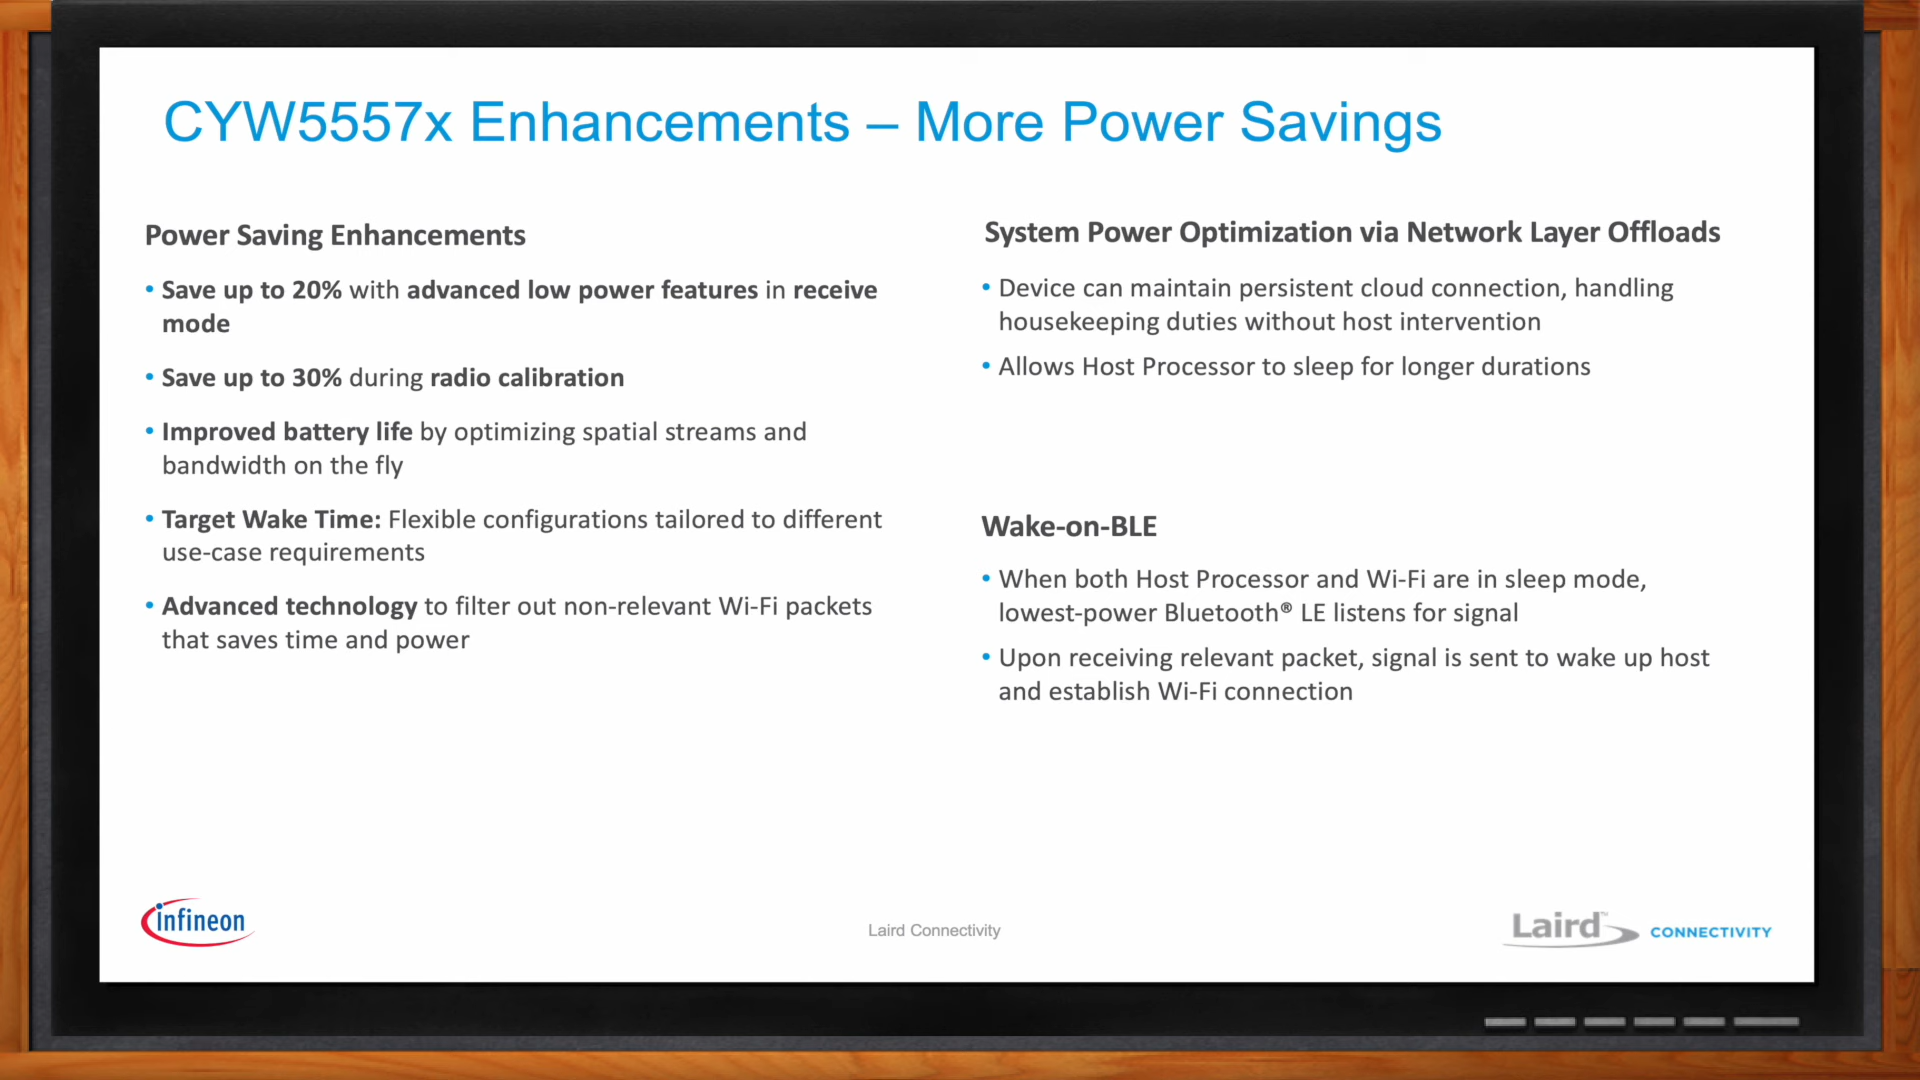 CYW5557x Enhancements – More Power Savings
Power Saving Enhancements
• Save up to 20% with advanced low power features in receive
mode
• Save up to 30% during radio calibration
• Improved battery life by optimizing spatial streams and
bandwidth on the fly
• Target Wake Time: Flexible configurations tailored to different
use-case requirements
• Advanced technology to filter out non-relevant Wi-Fi packets
that saves time and power
System Power Optimization via Network Layer Offloads
• Device can maintain persistent cloud connection, handling
housekeeping duties without host intervention
• Allows Host Processor to sleep for longer durations
Wake-on-BLE
• When both Host Processor and Wi-Fi are in sleep mode,
lowest-power Bluetooth® LE listens for signal
• Upon receiving relevant packet, signal is sent to wake up host
and establish Wi-Fi connection
infineon
Laird Connectivity
Laird™ CONNECTIVITY